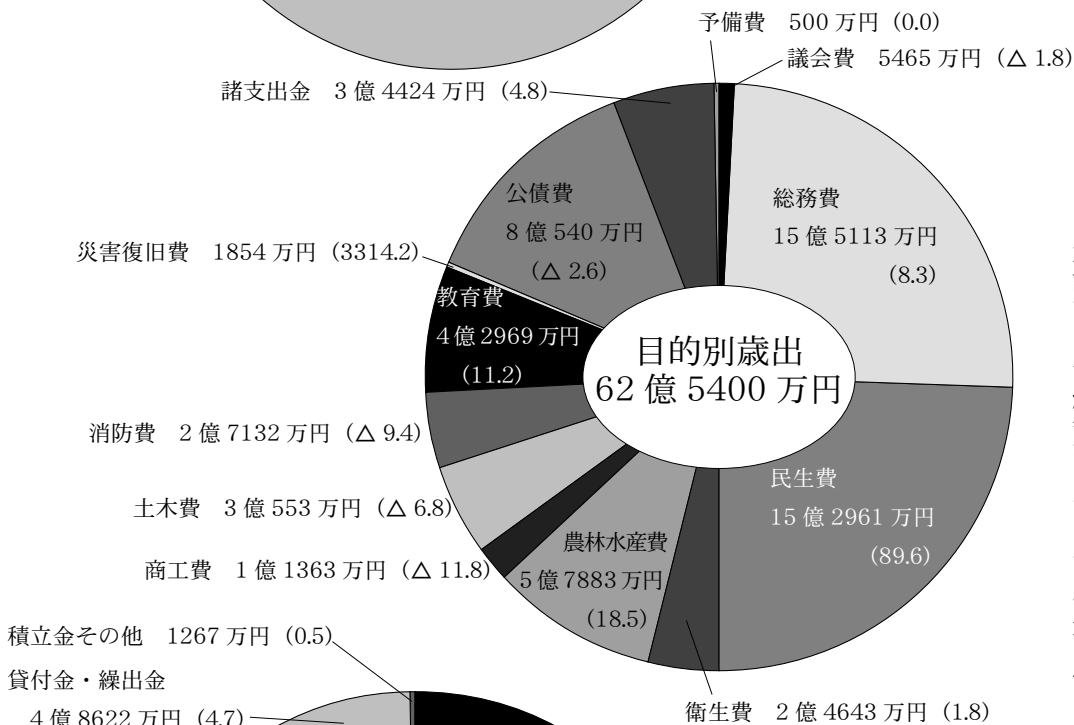 予備費　500 万円（0.0）
議会費　5465 万円（△ 1.8）
諸支出金　3 億 4424 万円（4.8）
公債費
8 億 540 万円
（△ 2.6）
総務費
15 億 5113 万円
（8.3）
災害復旧費　1854 万円（3314.2）
教育費
4 億 2969 万円
（11.2）
目的別歳出
62 億 5400 万円
消防費　2 億 7132 万円（△ 9.4）
民生費
15 億 2961 万円
（89.6）
土木費　3 億 553 万円（△ 6.8）
農林水産費
5 億 7883 万円
（18.5）
商工費　1 億 1363 万円（△ 11.8）
衛生費　2 億 4643 万円（1.8）
積立金その他　1267 万円（0.5）
貸付金・繰出金
4 億 8622 万円（4.7）